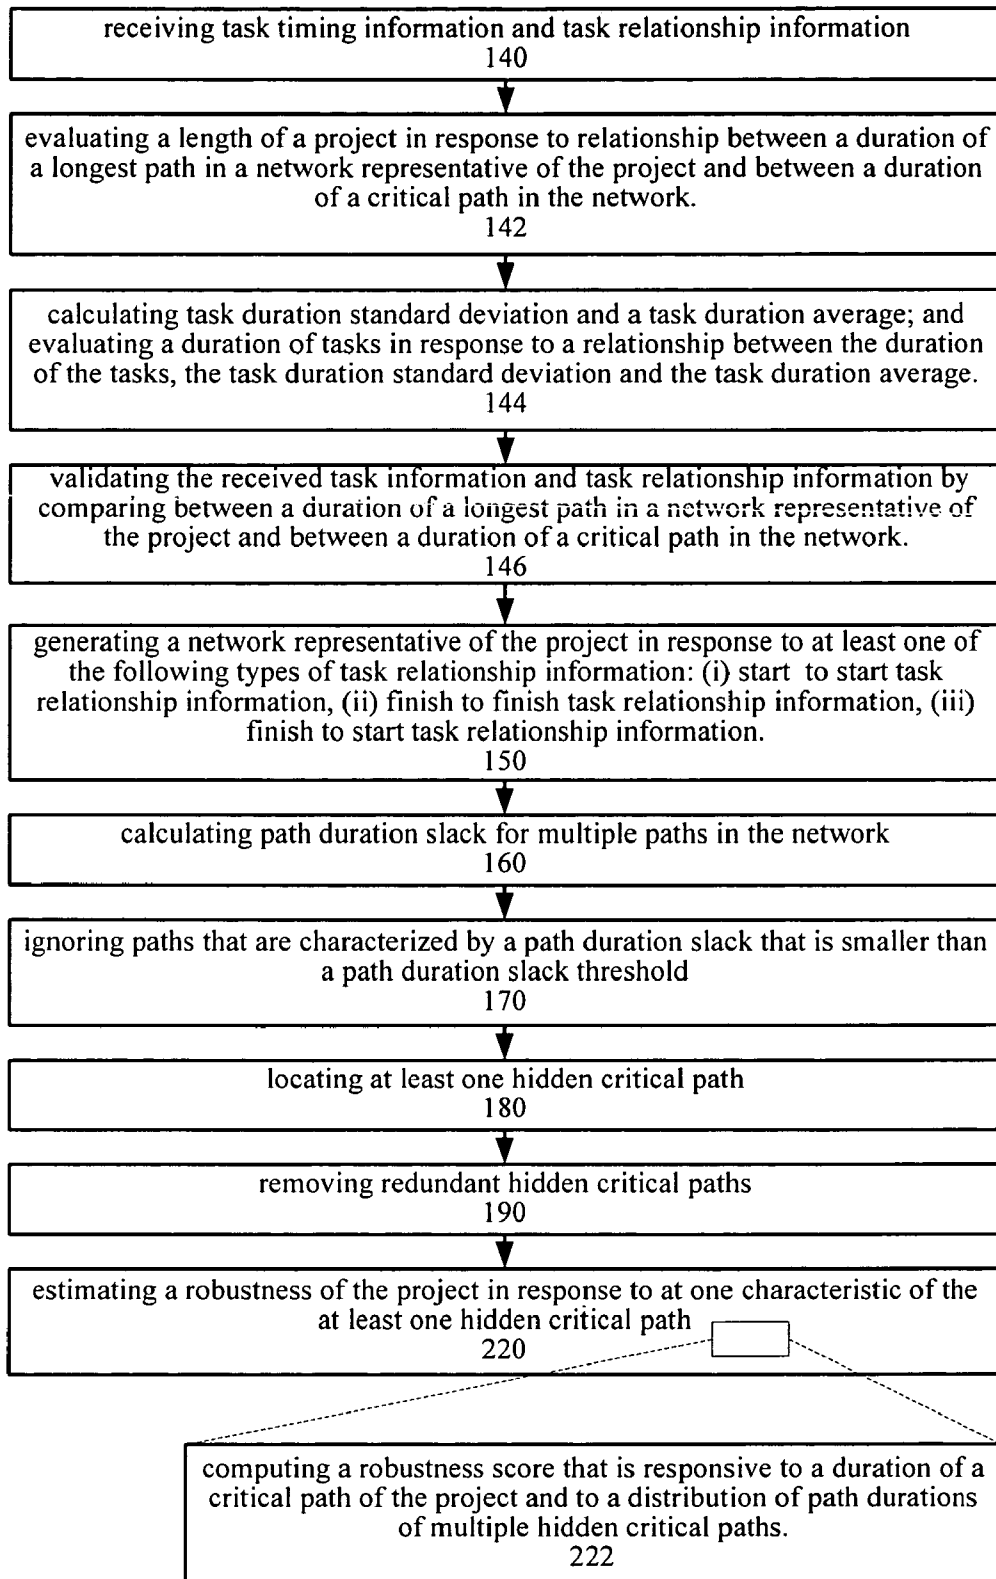 receiving task timing information and task relationship information
140
evaluating a length of a project in response to relationship between a duration of
a longest path in a network representative of the project and between a duration
of a critical path in the network.
142
calculating task duration standard deviation and a task duration average; and
evaluating a duration of tasks in response to a relationship between the duration
of the tasks, the task duration standard deviation and the task duration average.
144
validating the received task information and task relationship information by
comparing between a duration of a longest path in a network representative of
the project and between a duration of a critical path in the network.
146
generating a network representative of the project in response to at least one of
the following types of task relationship information: (i) start to start task
relationship information, (ii) finish to finish task relationship information, (iii)
finish to start task relationship information.
150
calculating path duration slack for multiple paths in the network
160
ignoring paths that are characterized by a path duration slack that is smaller than
a path duration slack threshold
170
locating at least one hidden critical path
180
removing redundant hidden critical paths
190
estimating a robustness of the project in response to at one characteristic of the
at least one hidden critical path
220
computing a robustness score that is responsive to a duration of a
critical path of the project and to a distribution of path durations
of multiple hidden critical paths.
222